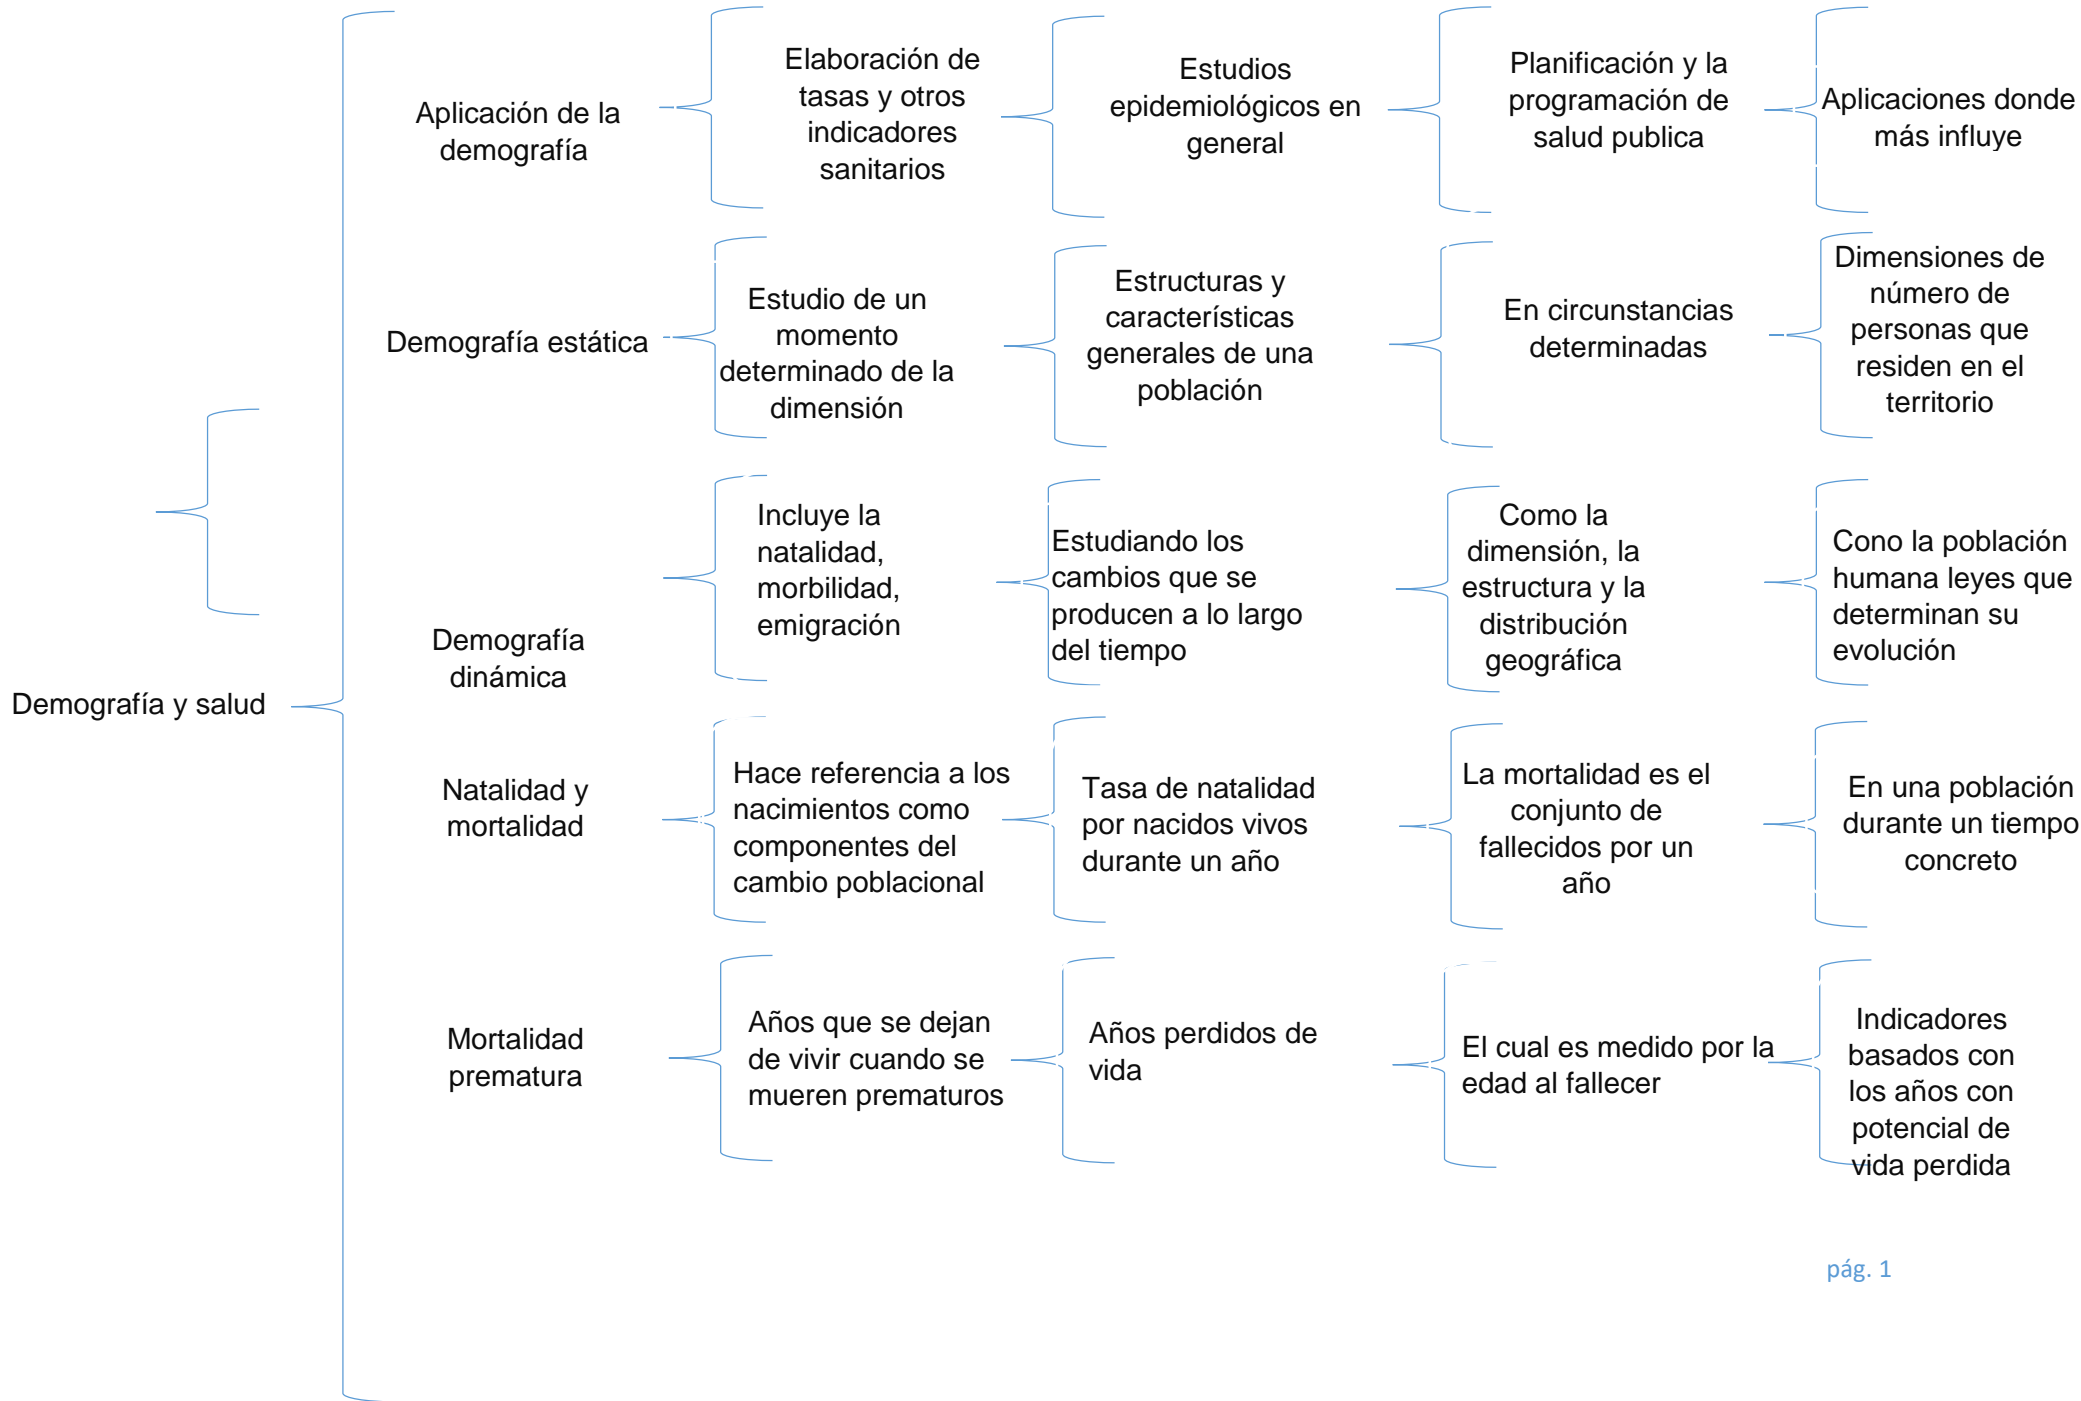 Demografía y salud
Aplicación de la
demografía
Elaboración de
tasas y otros
indicadores
sanitarios
Estudios
epidemiológicos en
general
Planificación y la
programación de
salud publica
Aplicaciones donde
más influye
Demografía estática
Estudio de un
momento
determinado de la
dimensión
Estructuras y
características
generales de una
población
En circunstancias
determinadas
Dimensiones de
número de
personas que
residen en el
territorio
Demografía
dinámica
Incluye la
natalidad,
morbilidad,
emigración
Estudiando los
cambios que se
producen a lo largo
del tiempo
Como la
dimensión, la
estructura y la
distribución
geográfica
Cono la población
humana leyes que
determinan su
evolución
Natalidad y
mortalidad
Hace referencia a los
nacimientos como
componentes del
cambio poblacional
Tasa de natalidad
por nacidos vivos
durante un año
La mortalidad es el
conjunto de
fallecidos por un
año
En una población
durante un tiempo
concreto
Mortalidad
prematura
Años que se dejan
de vivir cuando se
mueren prematuros
Años perdidos de
vida
El cual es medido por la
edad al fallecer
Indicadores
basados con
los años con
potencial de
vida perdida
pág. 1